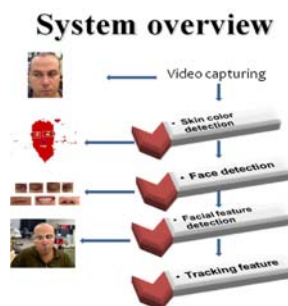 System overview
Video capturing
• Skin color
detection
• Face detection
• Facial feature
detection
• Tracking feature